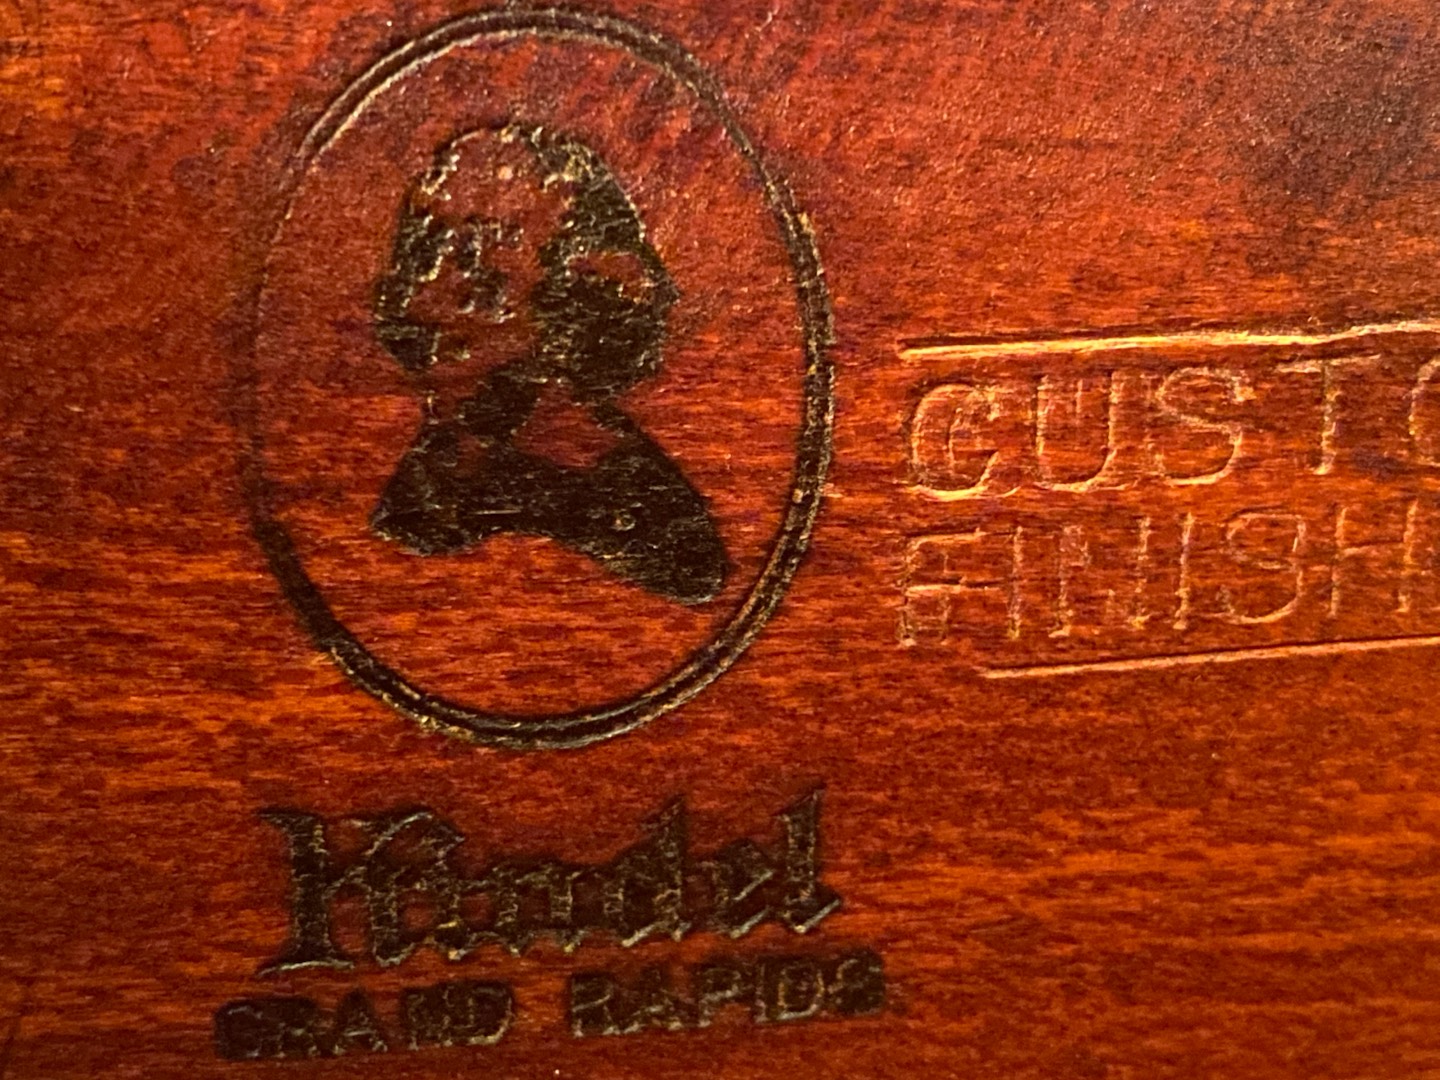 CUSTO
FINISH
Kindel
GRAND RAPIDS